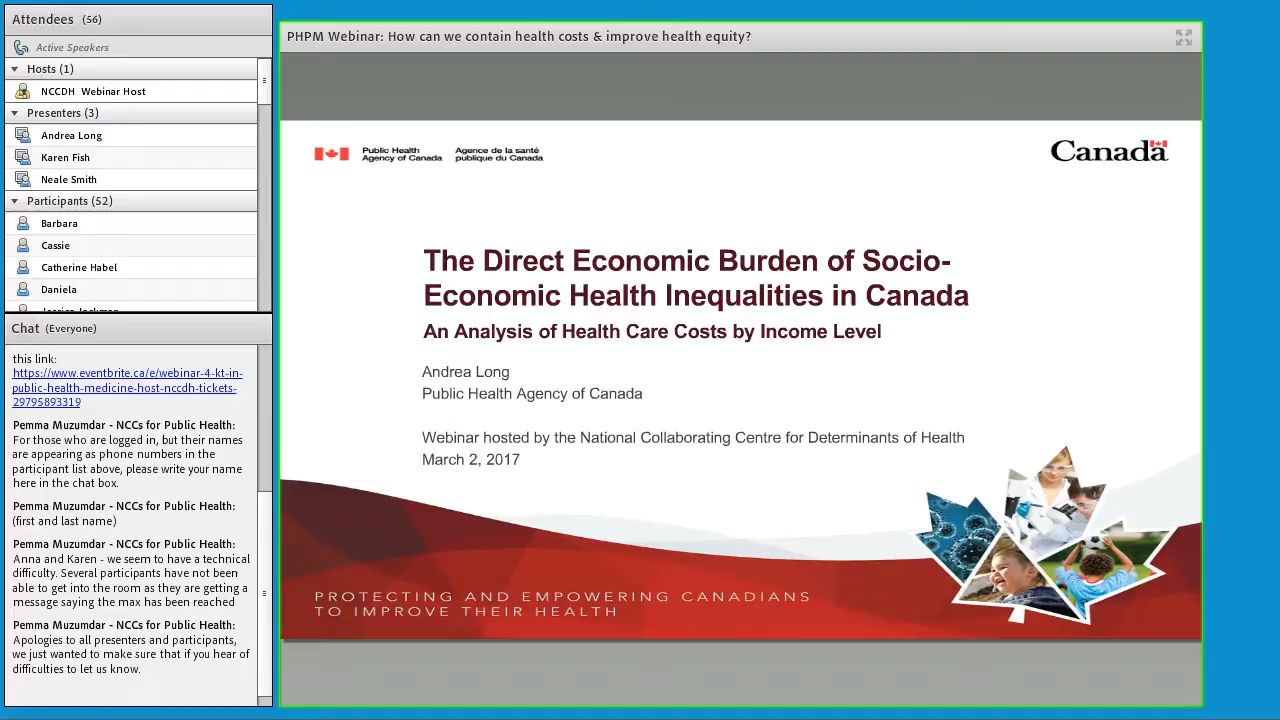 Attendees (56)
Active Speakers
Hosts (1)
NCCDH Webinar Host
Presenters (3)
Andrea Long
Karen Fish
Neale Smith
Participants (52)
Barbara
Cassie
Catherine Habel
Daniela
Chat (Everyone)
this link:
https://www.eventbrite.ca/e/webinar-4-kt-in-
public-health-medicine-host-nccdh-tickets-
29795893319
Pemma Muzumdar - NCCs for Public Health:
For those who are logged in, but their names
are appearing as phone numbers in the
participant list above, please write your name
here in the chat box.
Pemma Muzumdar - NCCs for Public Health:
(first and last name)
Pemma Muzumdar - NCCs for Public Health:
Anna and Karen - we seem to have a technical
difficulty. Several participants have not been
able to get into the room as they are getting a
message saying the max has been reached
Pemma Muzumdar - NCCs for Public Health:
Apologies to all presenters and participants,
we just wanted to make sure that if you hear of
difficulties to let us know.
PHPM Webinar: How can we contain health costs & improve health equity?
Public Health
Agency of Canada
Agence de la santé
publique du Canada
Canada
The Direct Economic Burden of Socio-
Economic Health Inequalities in Canada
An Analysis of Health Care Costs by Income Level
Andrea Long
Public Health Agency of Canada
Webinar hosted by the National Collaborating Centre for Determinants of Health
March 2, 2017
PROTECTING AND EMPOWERING CANADIANS
TO IMPROVE THEIR HEALTH